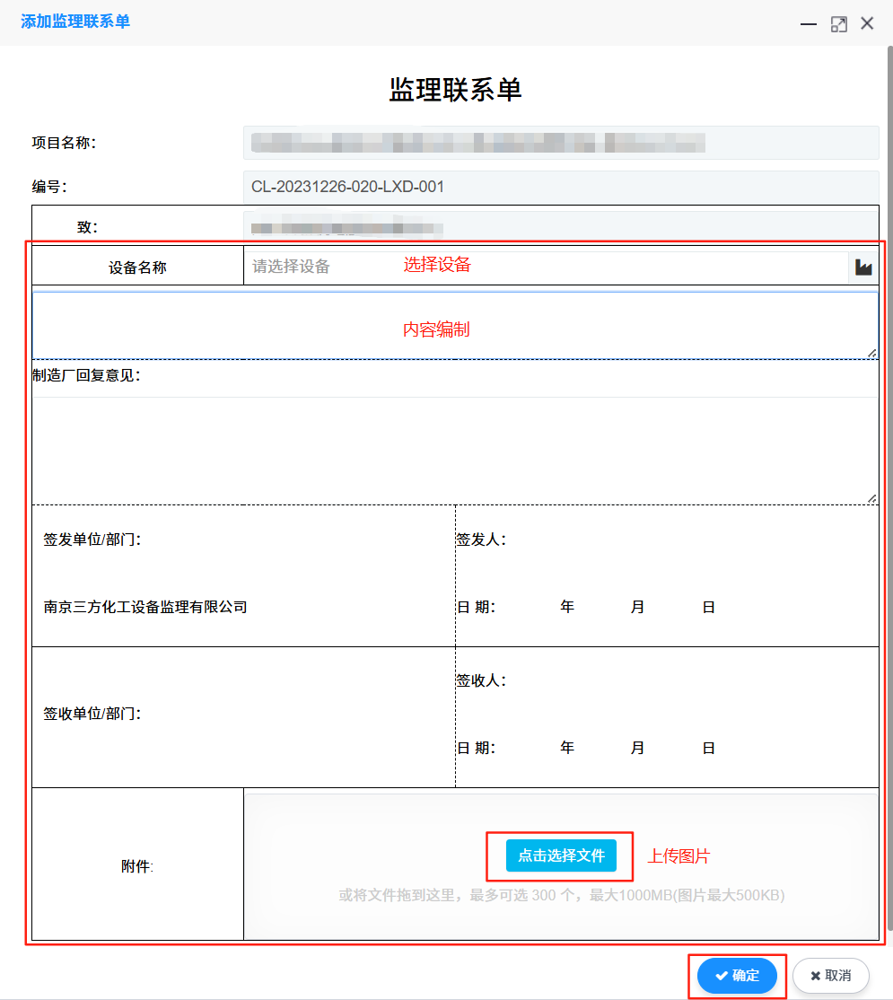 添加监理联系单
监理联系单
项目名称：
编号： CL-20231226-020-LXD-001
致：
设备名称 请选择设备 选择设备
内容编制
制造厂回复意见：
签发单位/部门： 签发人：
南京三方化工设备监理有限公司 日 期： 年 月 日
签收人：
签收单位/部门：
日 期： 年 月 日
点击选择文件 上传图片
附件:
或将文件拖到这里，最多可选 300 个，最大1000MB(图片最大500KB)
确定 取消